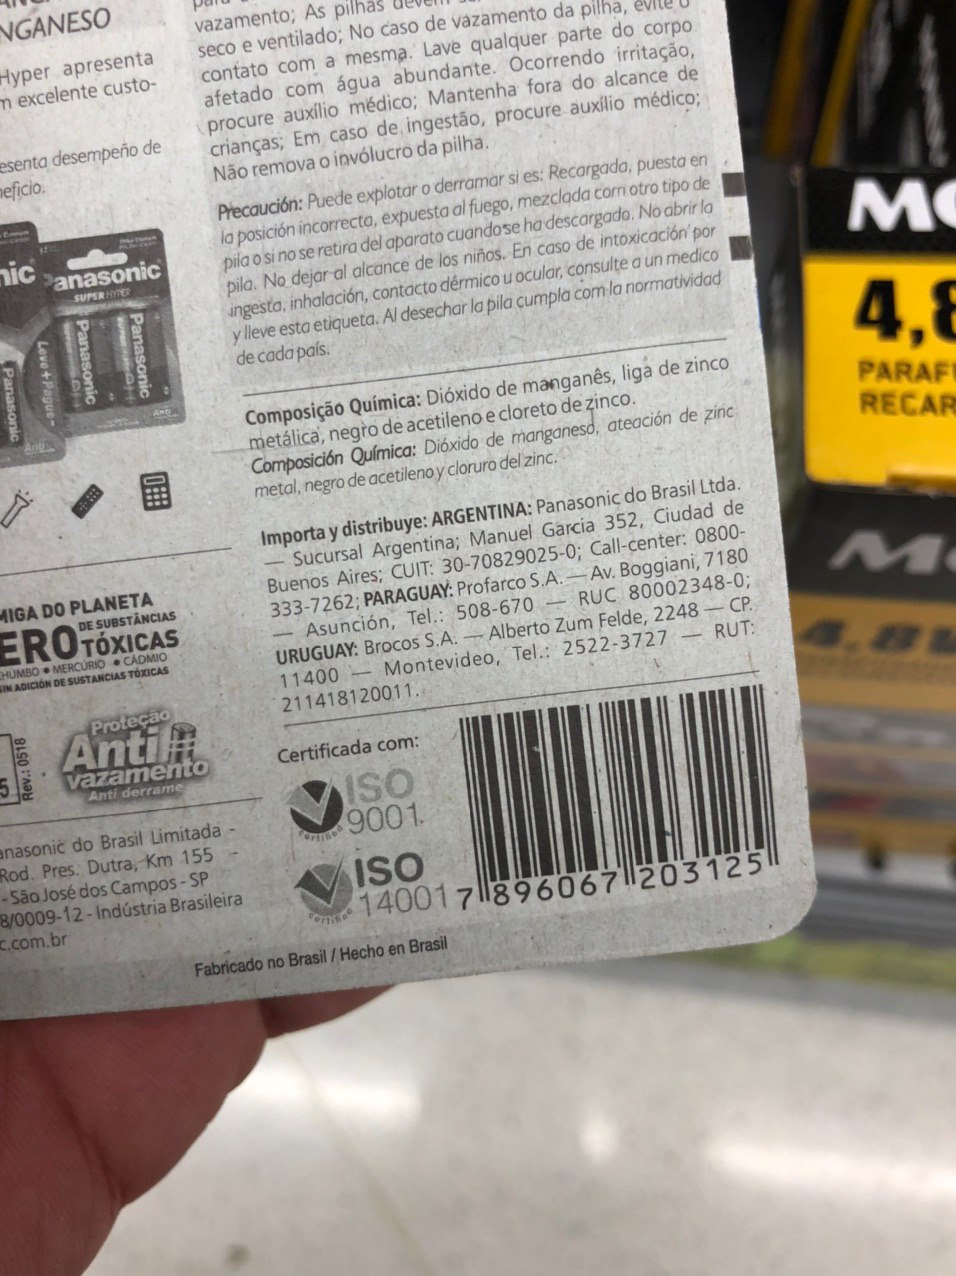 NGANESO
Hyper apresenta
excelente custo-
desempenho de
vazamento; As pilhas
seco e ventilado; No caso de vazamento da pilha, evite o
contato com a mesma. Lave qualquer parte do corpo
afetado com água abundante. Ocorrendo irritação,
procure auxílio médico; Mantenha fora do alcance de
crianças; Em caso de ingestão, procure auxílio médico;
Não remova o invólucro da pilha.
Precaución: Puede explotar o derramar si es: Recargada, puesta en
la posición incorrecta, expuesta al fuego, mezclada com otro tipo de
pila o si no se retira del aparato cuando se ha descargado. No abrir la
pila. No dejar al alcance de los niños. En caso de intoxicación por
ingesta, inhalación, contacto dérmico u ocular, consulte a un medico
y lleve esta etiqueta. Al desechar la pila cumpla com la normatividad
de cada país.
nic
Panasonic
SUPER HYPER
Panasonic
Panasonic
Panasonic
Leve + Pague -
Anti
Composição Química: Dióxido de manganês, liga de zinco
metálica, negro de acetileno e cloreto de zinco.
Composición Química: Dióxido de manganeso, ateación de zinc
metal, negro de acetileno y cloruro del zinc.
Importa y distribuye: ARGENTINA: Panasonic do Brasil Ltda.
— Sucursal Argentina; Manuel Garcia 352, Ciudad de
Buenos Aires; CUIT: 30-70829025-0; Call-center: 0800-
333-7262; PARAGUAY: Profarco S.A. — Av. Boggiani, 7180
— Asunción, Tel.: 508-670 — RUC 80002348-0;
URUGUAY: Brocos S.A. — Alberto Zum Felde, 2248 — CP.
11400 — Montevideo, Tel.: 2522-3727 — RUT:
211418120011.
MIGA DO PLANETA
ERO DE SUBSTÂNCIAS
TÓXICAS
CHUMBO • MERCÚRIO • CÁDMIO
SIN ADICIÓN DE SUSTANCIAS TÓXICAS
5
Rev.: 0518
Proteção
Anti
vazamento
Anti derrame
Certificada com:
ISO
9001
Certified
ISO
14001
Certified
7 896067 203125
anasonic do Brasil Limitada -
Rod. Pres. Dutra, Km 155 -
- São José dos Campos - SP
8/0009-12 - Indústria Brasileira
c.com.br
Fabricado no Brasil / Hecho en Brasil
MO
4,8
PARAFU
RECAR
MO
4.8V